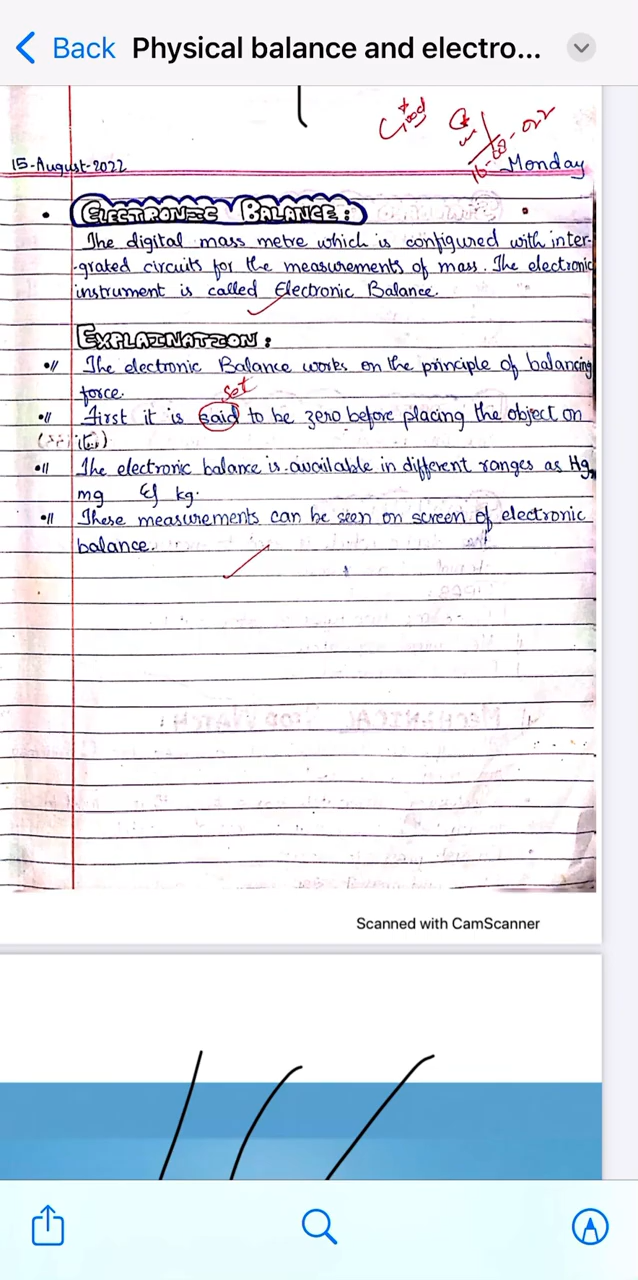 Back Physical balance and electro...
Good
16-08-022
15-August-2022 Monday
• ELECTRONIC BALANCE:
The digital mass metre which is configured with inter-
-grated circuits for the measurements of mass. The electronic
instrument is called Electronic Balance.
EXPLAINATION:
•// The electronic Balance works on the principle of balancing
force.
set
•// First it is said to be zero before placing the object on
it.
•// The electronic balance is available in different ranges as Hg,
mg & kg.
•// These measurements can be seen on screen of electronic
balance.
MECHANICAL STOP WATCH:
Scanned with CamScanner